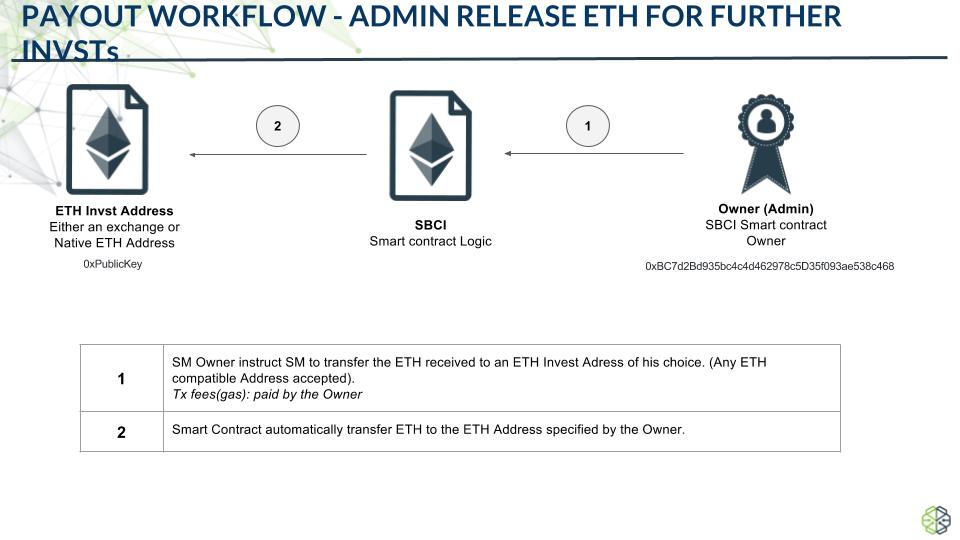 PAYOUT WORKFLOW - ADMIN RELEASE ETH FOR FURTHER
INVSTs
2
1
ETH Invst Address
Either an exchange or
Native ETH Address
0xPublicKey
SBCI
Smart contract Logic
Owner (Admin)
SBCI Smart contract
Owner
0xBC7d2Bd935bc4c4d462978c5D35f093ae538c468
1
SM Owner instruct SM to transfer the ETH received to an ETH Invest Adress of his choice. (Any ETH
compatible Address accepted).
Tx fees(gas): paid by the Owner
2
Smart Contract automatically transfer ETH to the ETH Address specified by the Owner.